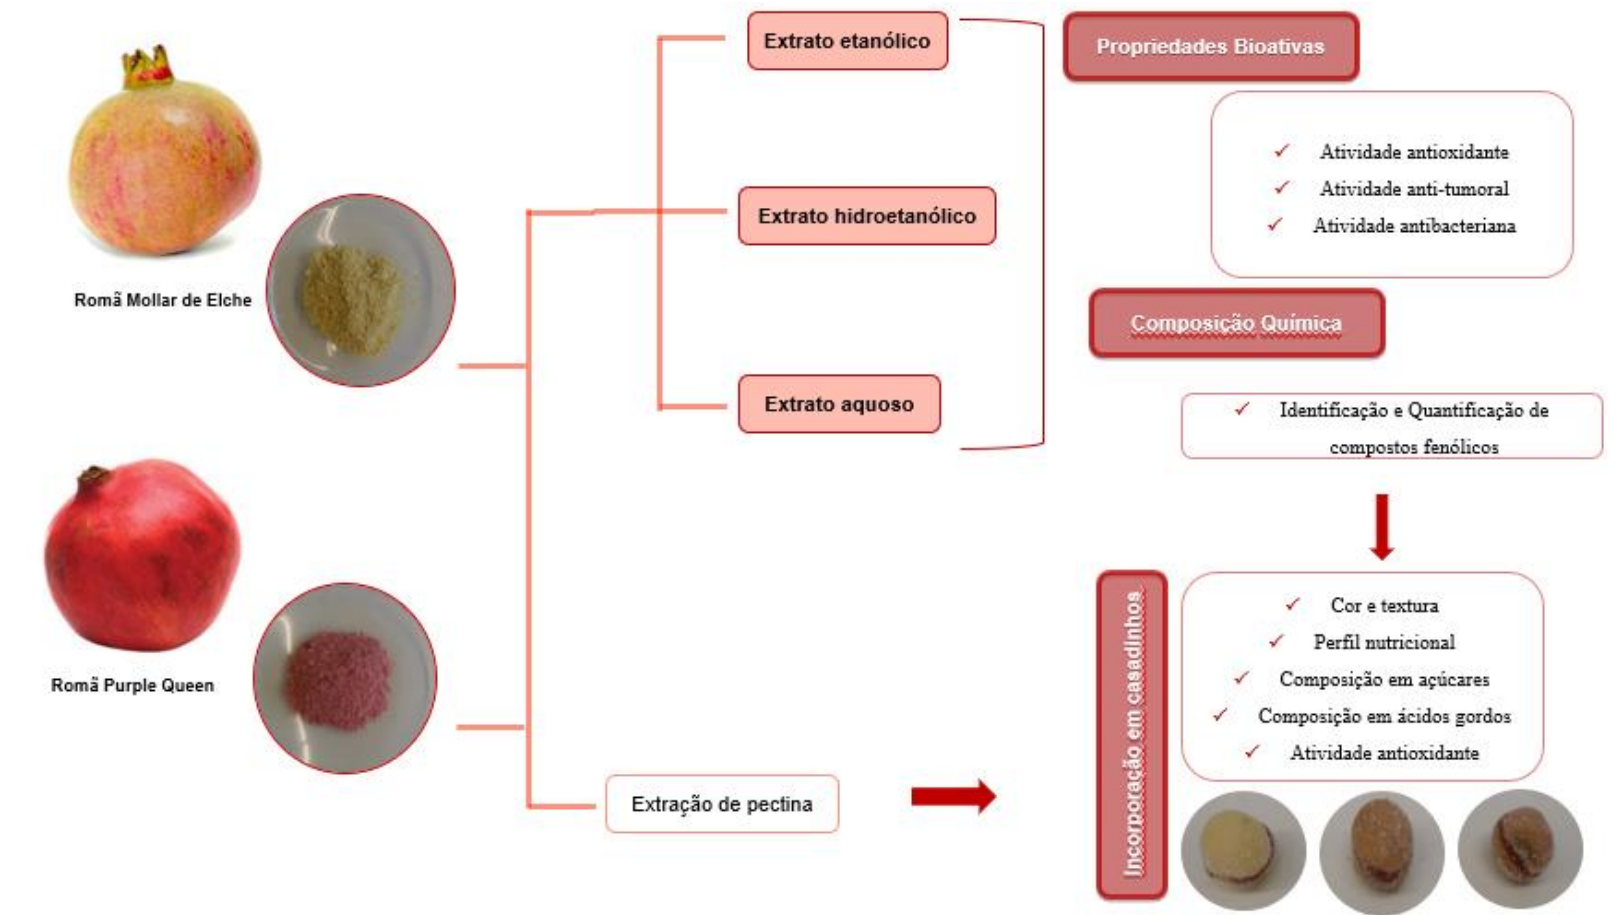 Romã Mollar de Elche
Romã Purple Queen
Extrato etanólico
Extrato hidroetanólico
Extrato aquoso
Extração de pectina
Propriedades Bioativas
Atividade antioxidante
Atividade anti-tumoral
Atividade antibacteriana
Composição Química
Identificação e Quantificação de
compostos fenólicos
Incorporação em casadinhos
Cor e textura
Perfil nutricional
Composição em açúcares
Composição em ácidos gordos
Atividade antioxidante